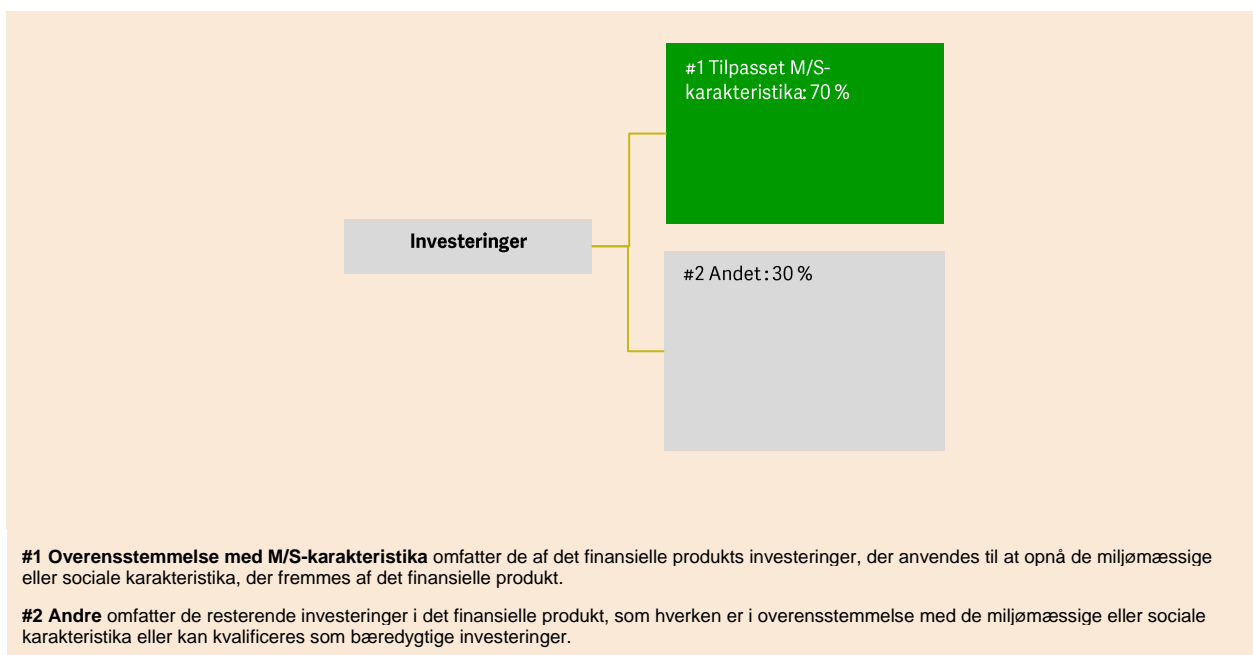 #1 Tilpasset M/S-
karakteristika: 70 %
Investeringer
#2 Andet : 30 %
#1 Overensstemmelse med M/S-karakteristika omfatter de af det finansielle produkts investeringer, der anvendes til at opnå de miljømæssige
eller sociale karakteristika, der fremmes af det finansielle produkt.
#2 Andre omfatter de resterende investeringer i det finansielle produkt, som hverken er i overensstemmelse med de miljømæssige eller sociale
karakteristika eller kan kvalificeres som bæredygtige investeringer.